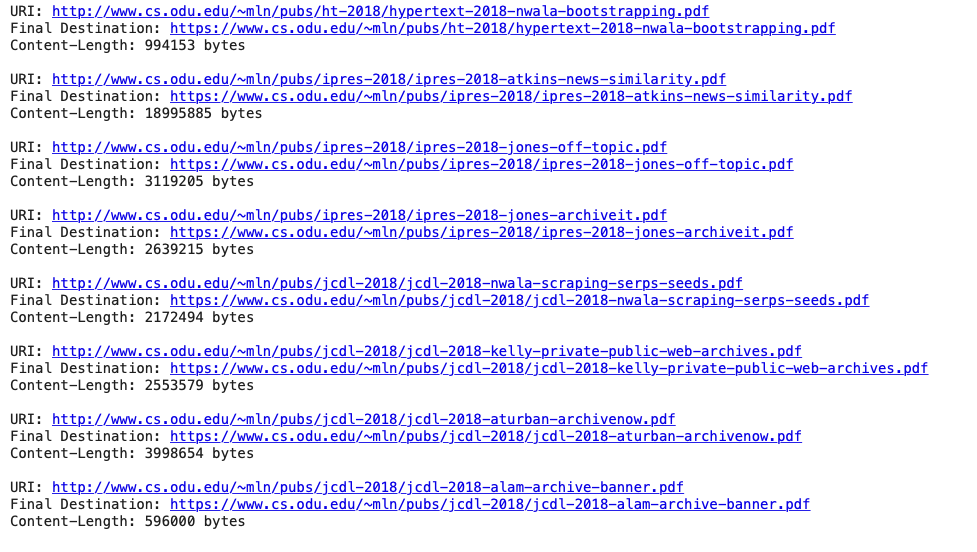 URI: http://www.cs.odu.edu/~mln/pubs/ht-2018/hypertext-2018-nwala-bootstrapping.pdf
Final Destination: https://www.cs.odu.edu/~mln/pubs/ht-2018/hypertext-2018-nwala-bootstrapping.pdf
Content-Length: 994153 bytes
URI: http://www.cs.odu.edu/~mln/pubs/ipres-2018/ipres-2018-atkins-news-similarity.pdf
Final Destination: https://www.cs.odu.edu/~mln/pubs/ipres-2018/ipres-2018-atkins-news-similarity.pdf
Content-Length: 18995885 bytes
URI: http://www.cs.odu.edu/~mln/pubs/ipres-2018/ipres-2018-jones-off-topic.pdf
Final Destination: https://www.cs.odu.edu/~mln/pubs/ipres-2018/ipres-2018-jones-off-topic.pdf
Content-Length: 3119205 bytes
URI: http://www.cs.odu.edu/~mln/pubs/ipres-2018/ipres-2018-jones-archiveit.pdf
Final Destination: https://www.cs.odu.edu/~mln/pubs/ipres-2018/ipres-2018-jones-archiveit.pdf
Content-Length: 2639215 bytes
URI: http://www.cs.odu.edu/~mln/pubs/jcdl-2018/jcdl-2018-nwala-scraping-serps-seeds.pdf
Final Destination: https://www.cs.odu.edu/~mln/pubs/jcdl-2018/jcdl-2018-nwala-scraping-serps-seeds.pdf
Content-Length: 2172494 bytes
URI: http://www.cs.odu.edu/~mln/pubs/jcdl-2018/jcdl-2018-kelly-private-public-web-archives.pdf
Final Destination: https://www.cs.odu.edu/~mln/pubs/jcdl-2018/jcdl-2018-kelly-private-public-web-archives.pdf
Content-Length: 2553579 bytes
URI: http://www.cs.odu.edu/~mln/pubs/jcdl-2018/jcdl-2018-aturban-archivenow.pdf
Final Destination: https://www.cs.odu.edu/~mln/pubs/jcdl-2018/jcdl-2018-aturban-archivenow.pdf
Content-Length: 3998654 bytes
URI: http://www.cs.odu.edu/~mln/pubs/jcdl-2018/jcdl-2018-alam-archive-banner.pdf
Final Destination: https://www.cs.odu.edu/~mln/pubs/jcdl-2018/jcdl-2018-alam-archive-banner.pdf
Content-Length: 596000 bytes